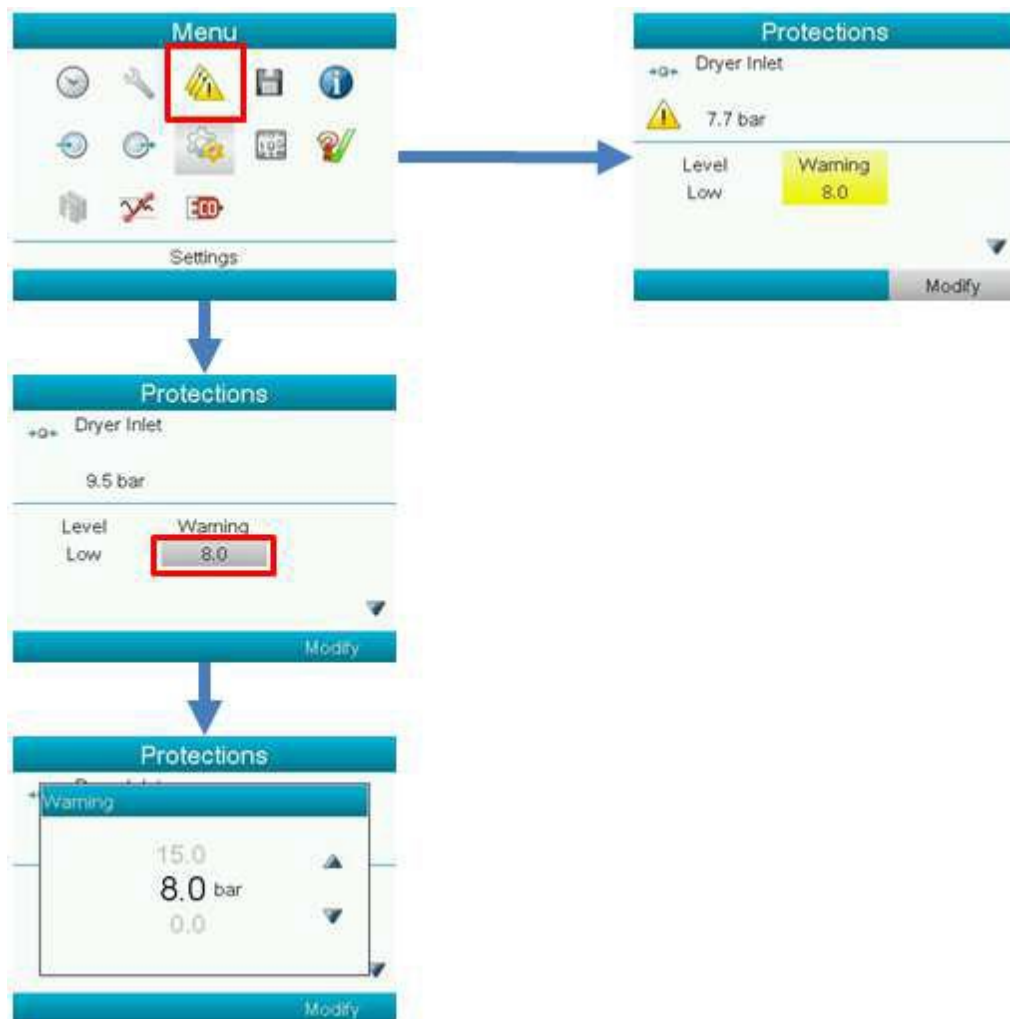 Menu
Settings
Protections
Dryer Inlet
7.7 bar
Level Warning
Low 8.0
Modify
Protections
Dryer Inlet
9.5 bar
Level Warning
Low 8.0
Modify
Protections
Warning
15.0
8.0 bar
0.0
Modify